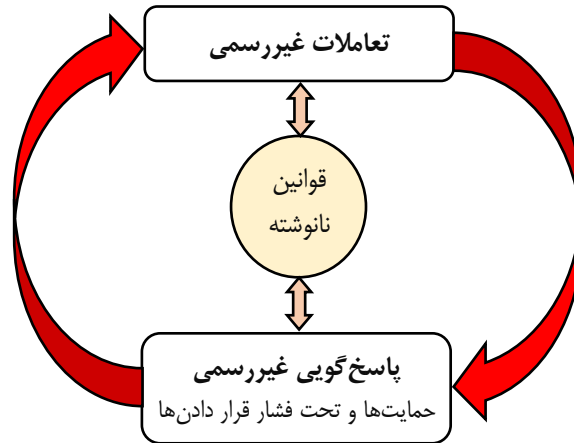 تعاملات غیررسمی
قوانین
نانوشته
پاسخ‌گویی غیررسمی
حمایت‌ها و تحت فشار قرار دادن‌ها